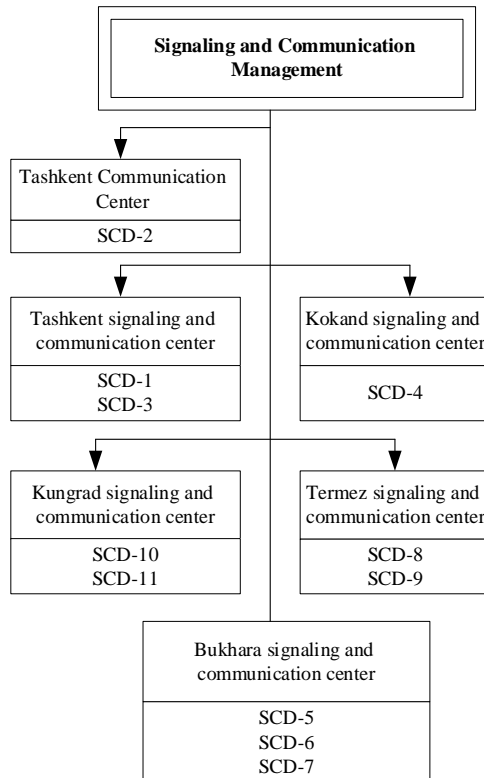 Signaling and Communication
Management
Tashkent Communication
Center
SCD-2
Tashkent signaling and
communication center
SCD-1
SCD-3
Kokand signaling and
communication center
SCD-4
Kungrad signaling and
communication center
SCD-10
SCD-11
Termez signaling and
communication center
SCD-8
SCD-9
Bukhara signaling and
communication center
SCD-5
SCD-6
SCD-7